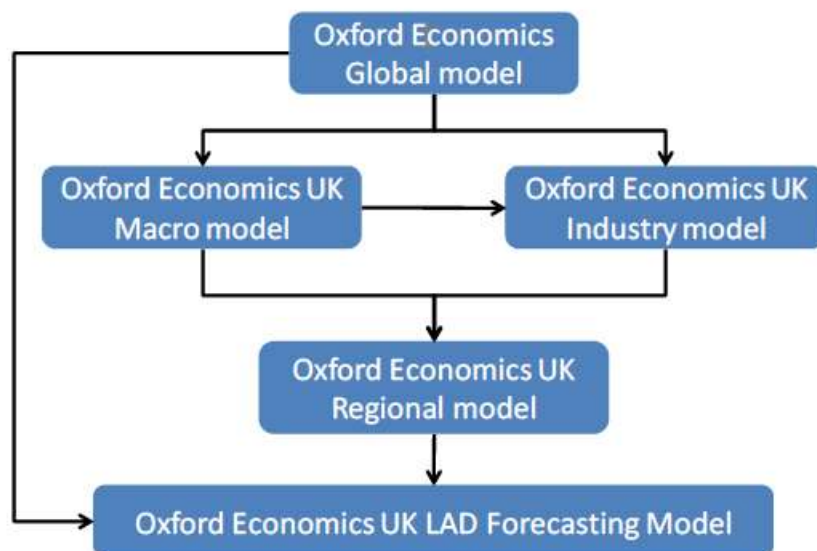 Oxford Economics
Global model
Oxford Economics UK
Macro model
Oxford Economics UK
Industry model
Oxford Economics UK
Regional model
Oxford Economics UK LAD Forecasting Model